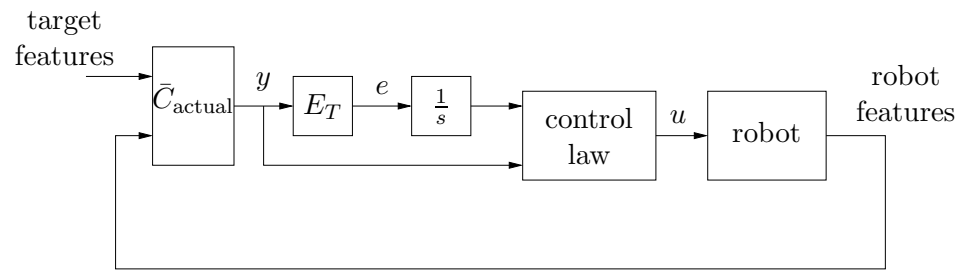 target
features
C̄actual
y
E_T
e
1/s
control
law
u
robot
robot
features